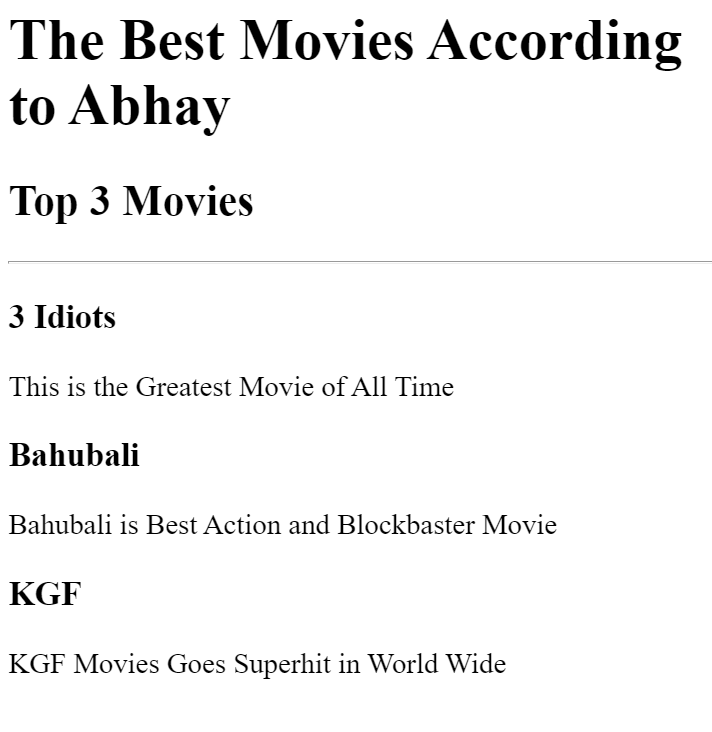 The Best Movies According
to Abhay
Top 3 Movies
3 Idiots
This is the Greatest Movie of All Time
Bahubali
Bahubali is Best Action and Blockbaster Movie
KGF
KGF Movies Goes Superhit in World Wide